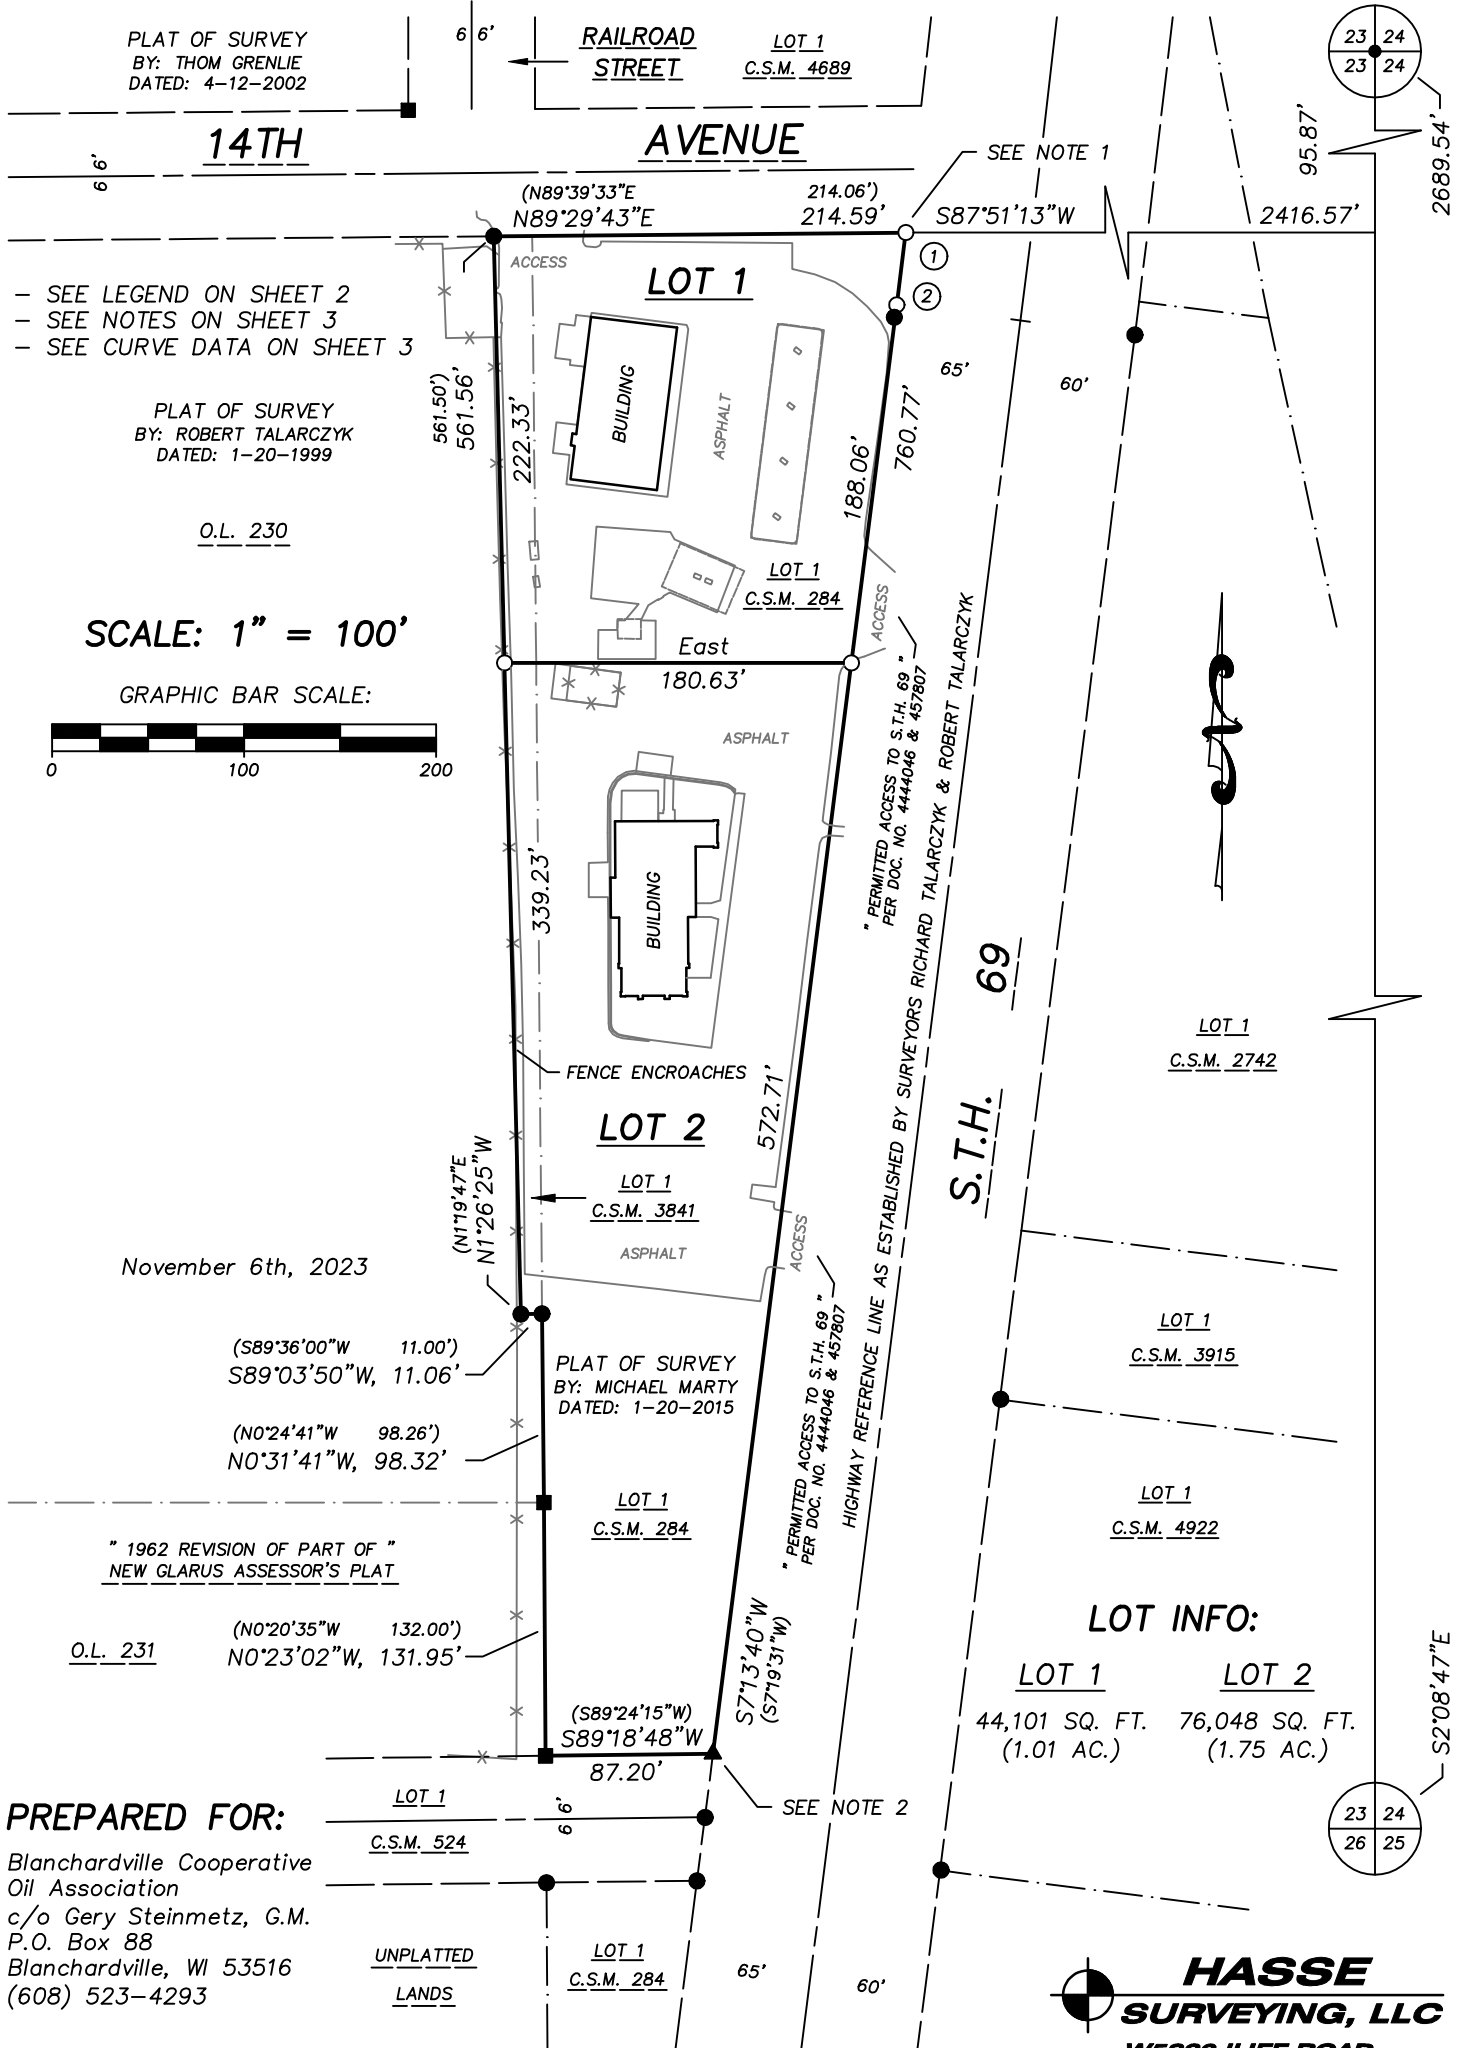 PLAT OF SURVEY
BY: THOM GRENLIE
DATED: 4-12-2002
6 6'
RAILROAD
STREET
LOT 1
C.S.M. 4689
23 24
23 24
95.87'
2689.54'
14TH AVENUE
6 6'
SEE NOTE 1
(N89°39'33"E 214.06')
N89°29'43"E 214.59'
S87°51'13"W 2416.57'
ACCESS
LOT 1
1
2
- SEE LEGEND ON SHEET 2
- SEE NOTES ON SHEET 3
- SEE CURVE DATA ON SHEET 3
65'
60'
561.50')
561.56'
222.33'
BUILDING
ASPHALT
188.06'
760.77'
PLAT OF SURVEY
BY: ROBERT TALARCZYK
DATED: 1-20-1999
O.L. 230
LOT 1
C.S.M. 284
ACCESS
SCALE: 1" = 100'
East
180.63'
GRAPHIC BAR SCALE:
0 100 200
" PERMITTED ACCESS TO S.T.H. 69 "
PER DOC. NO. 4444046 & 457807
HIGHWAY REFERENCE LINE AS ESTABLISHED BY SURVEYORS RICHARD TALARCZYK & ROBERT TALARCZYK
ASPHALT
339.23'
BUILDING
S.T.H. 69
LOT 1
C.S.M. 2742
FENCE ENCROACHES
572.71'
LOT 2
(N1°19'47"E
N1°26'25"W
LOT 1
C.S.M. 3841
ASPHALT
ACCESS
November 6th, 2023
(S89°36'00"W 11.00')
S89°03'50"W, 11.06'
PLAT OF SURVEY
BY: MICHAEL MARTY
DATED: 1-20-2015
" PERMITTED ACCESS TO S.T.H. 69 "
PER DOC. NO. 4444046 & 457807
LOT 1
C.S.M. 3915
(N0°24'41"W 98.26')
N0°31'41"W, 98.32'
LOT 1
C.S.M. 284
LOT 1
C.S.M. 4922
" 1962 REVISION OF PART OF "
NEW GLARUS ASSESSOR'S PLAT
O.L. 231
(N0°20'35"W 132.00')
N0°23'02"W, 131.95'
S7°13'40"W
(S7°19'31"W)
LOT INFO:
LOT 1 LOT 2
44,101 SQ. FT. 76,048 SQ. FT.
(1.01 AC.) (1.75 AC.)
S2°08'47"E
(S89°24'15"W)
S89°18'48"W
87.20'
SEE NOTE 2
23 24
26 25
PREPARED FOR:
Blanchardville Cooperative
Oil Association
c/o Gery Steinmetz, G.M.
P.O. Box 88
Blanchardville, WI 53516
(608) 523-4293
LOT 1
C.S.M. 524
6 6'
UNPLATTED
LANDS
LOT 1
C.S.M. 284
65'
60'
HASSE
SURVEYING, LLC